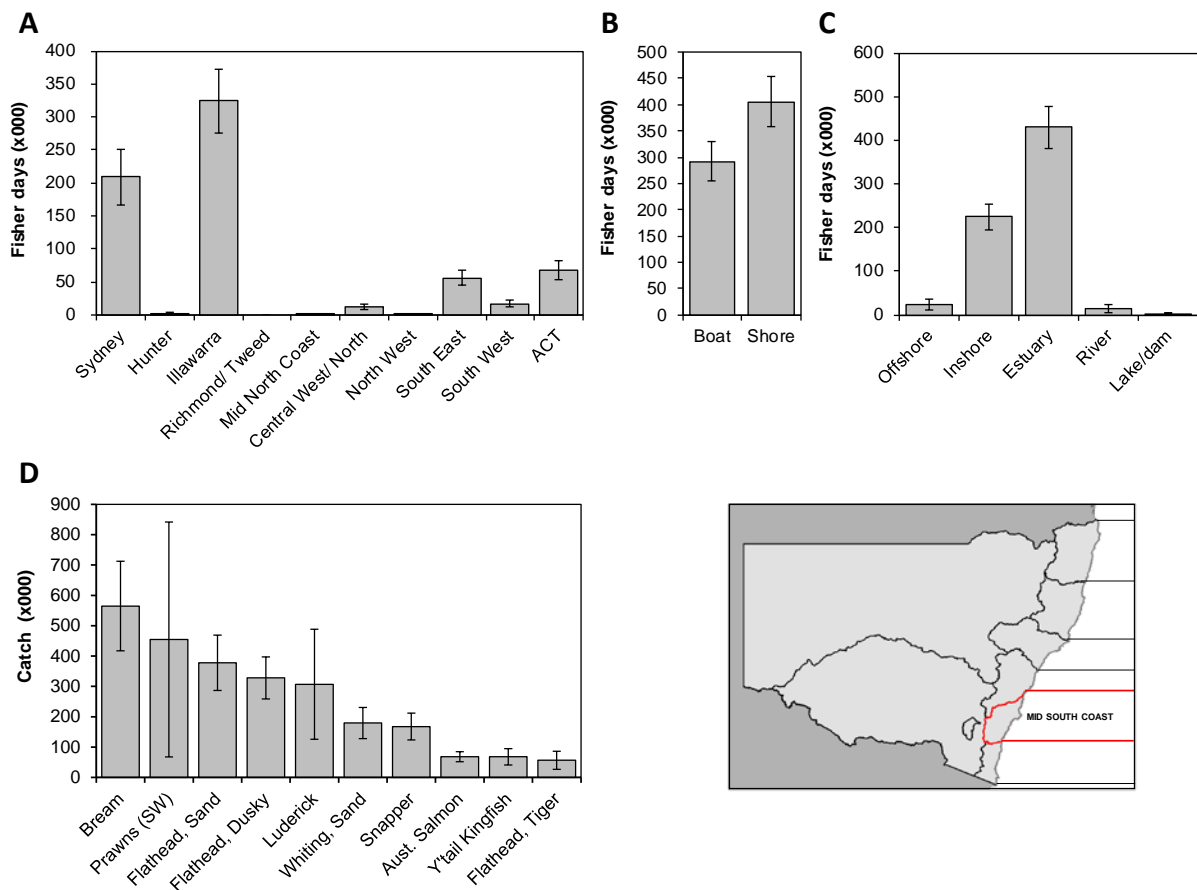 A
Fisher days (x000)
400
350
300
250
200
150
100
50
0
Sydney
Hunter
Illawarra
Richmond/ Tweed
Mid North Coast
Central West/ North
North West
South East
South West
ACT
B
Fisher days (x000)
500
450
400
350
300
250
200
150
100
50
0
Boat
Shore
C
Fisher days (x000)
600
500
400
300
200
100
0
Offshore
Inshore
Estuary
River
Lake/dam
D
Catch (x000)
900
800
700
600
500
400
300
200
100
0
Bream
Prawns (SW)
Flathead, Sand
Flathead, Dusky
Luderick
Whiting, Sand
Snapper
Aust. Salmon
Y'tail Kingfish
Flathead, Tiger
MID SOUTH COAST